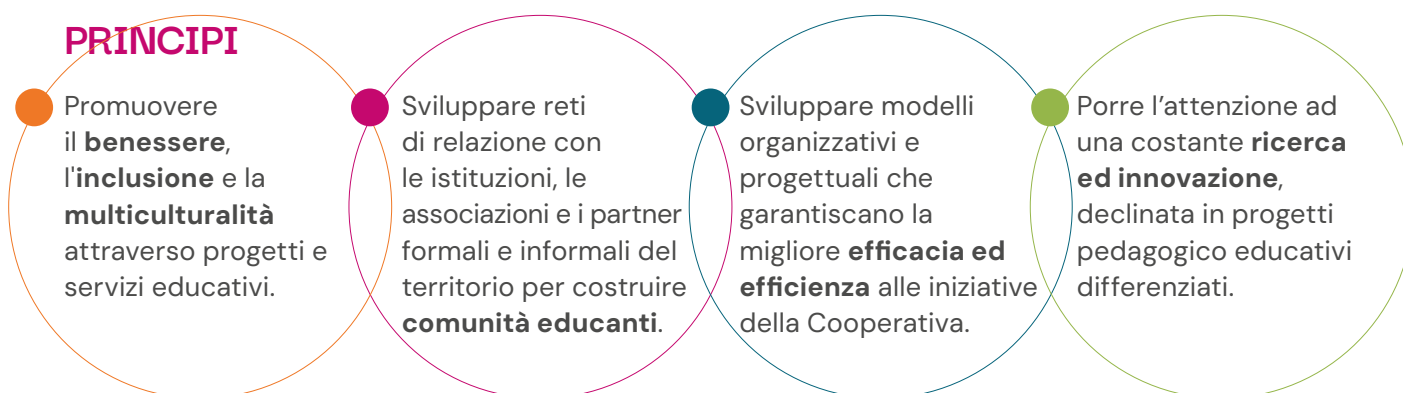 PRINCIPI
Promuovere
il benessere,
l'inclusione e la
multiculturalità
attraverso progetti e
servizi educativi.
Sviluppare reti
di relazione con
le istituzioni, le
associazioni e i partner
formali e informali del
territorio per costruire
comunità educanti.
Sviluppare modelli
organizzativi e
progettuali che
garantiscano la
migliore efficacia ed
efficienza alle iniziative
della Cooperativa.
Porre l’attenzione ad
una costante ricerca
ed innovazione,
declinata in progetti
pedagogico educativi
differenziati.